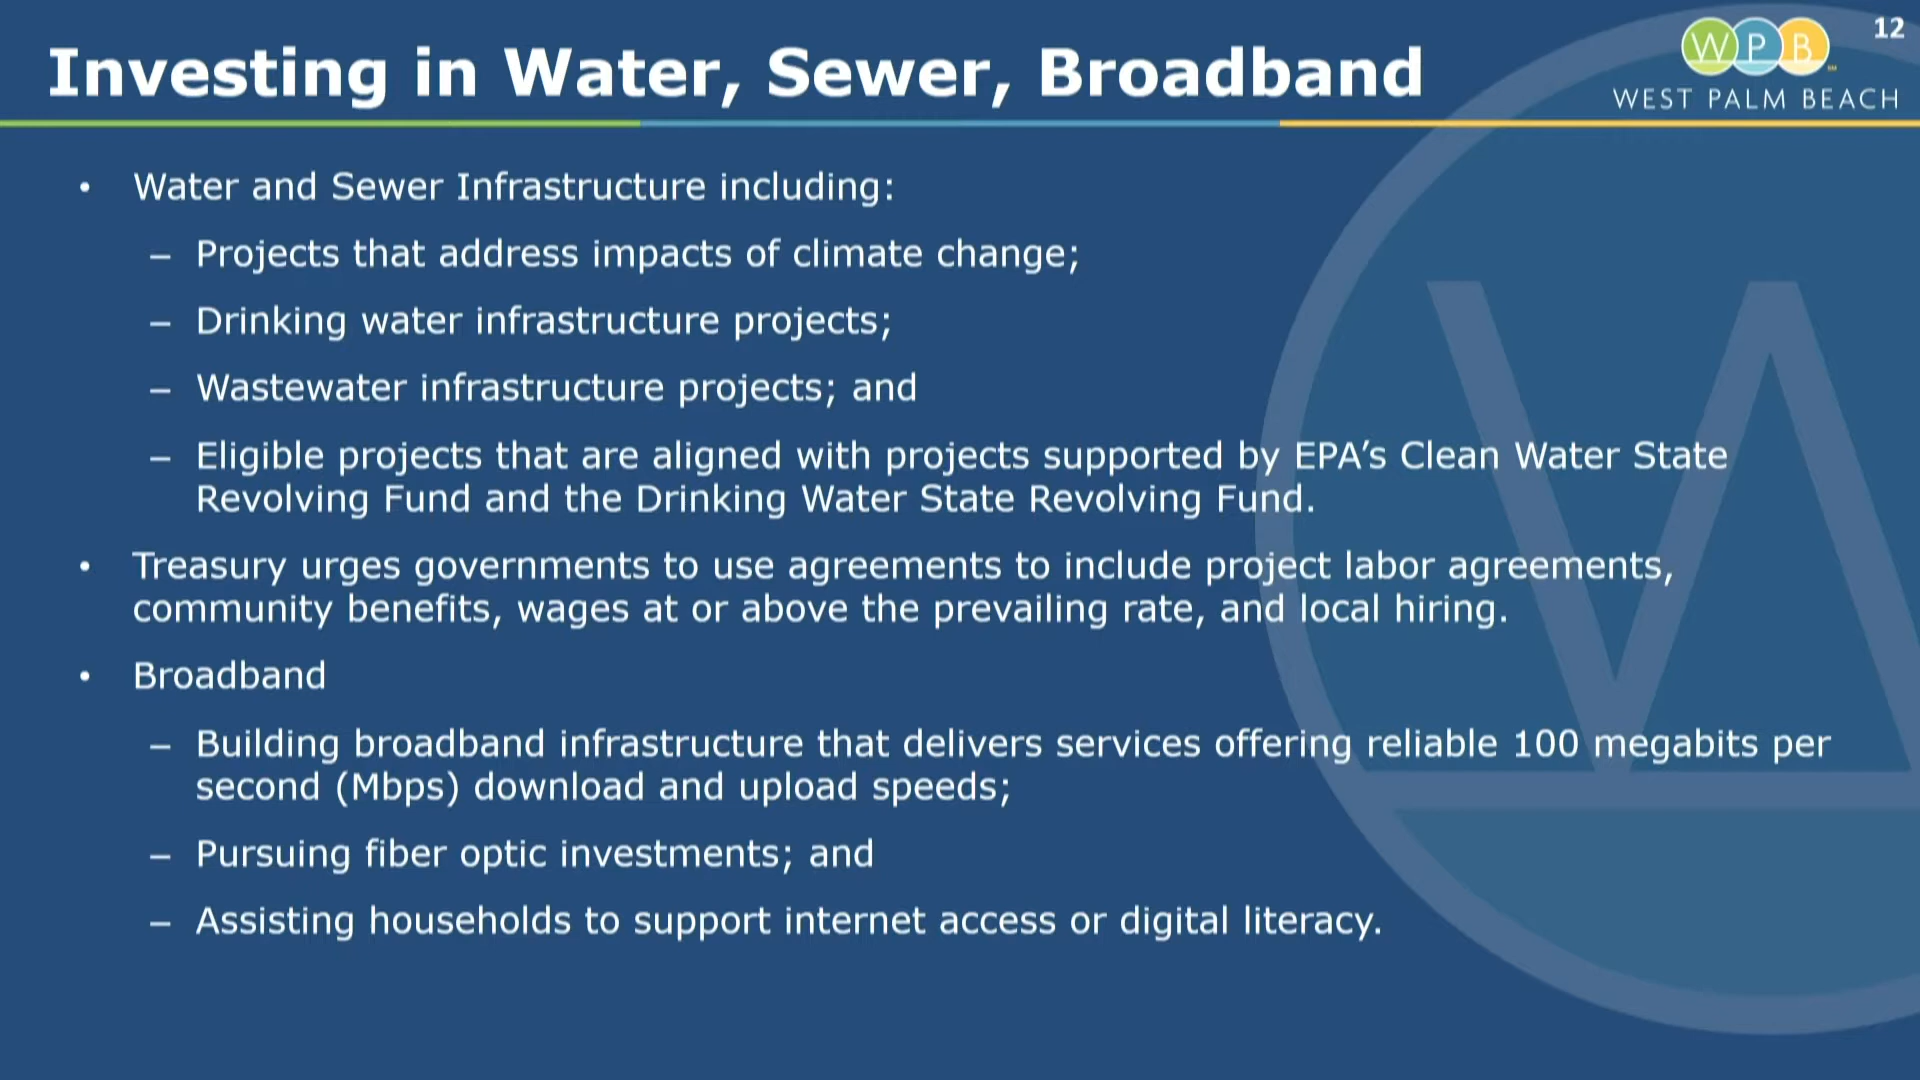 Investing in Water, Sewer, Broadband
12
W P B
WEST PALM BEACH
• Water and Sewer Infrastructure including:
– Projects that address impacts of climate change;
– Drinking water infrastructure projects;
– Wastewater infrastructure projects; and
– Eligible projects that are aligned with projects supported by EPA’s Clean Water State
Revolving Fund and the Drinking Water State Revolving Fund.
• Treasury urges governments to use agreements to include project labor agreements,
community benefits, wages at or above the prevailing rate, and local hiring.
• Broadband
– Building broadband infrastructure that delivers services offering reliable 100 megabits per
second (Mbps) download and upload speeds;
– Pursuing fiber optic investments; and
– Assisting households to support internet access or digital literacy.